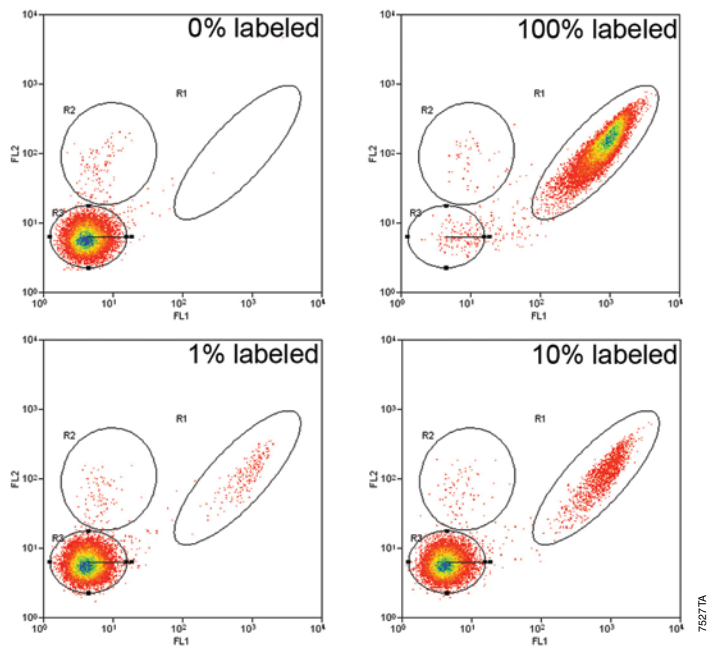 0% labeled
10⁴
10³
10²
10¹
10⁰
FL2
R2
R1
R3
10⁰ 10¹ 10² 10³ 10⁴
FL1
100% labeled
10⁴
10³
10²
10¹
10⁰
FL2
R2
R1
R3
10⁰ 10¹ 10² 10³ 10⁴
FL1
1% labeled
10⁴
10³
10²
10¹
10⁰
FL2
R2
R1
R3
10⁰ 10¹ 10² 10³ 10⁴
FL1
10% labeled
10⁴
10³
10²
10¹
10⁰
FL2
R2
R1
R3
10⁰ 10¹ 10² 10³ 10⁴
FL1
7527TA